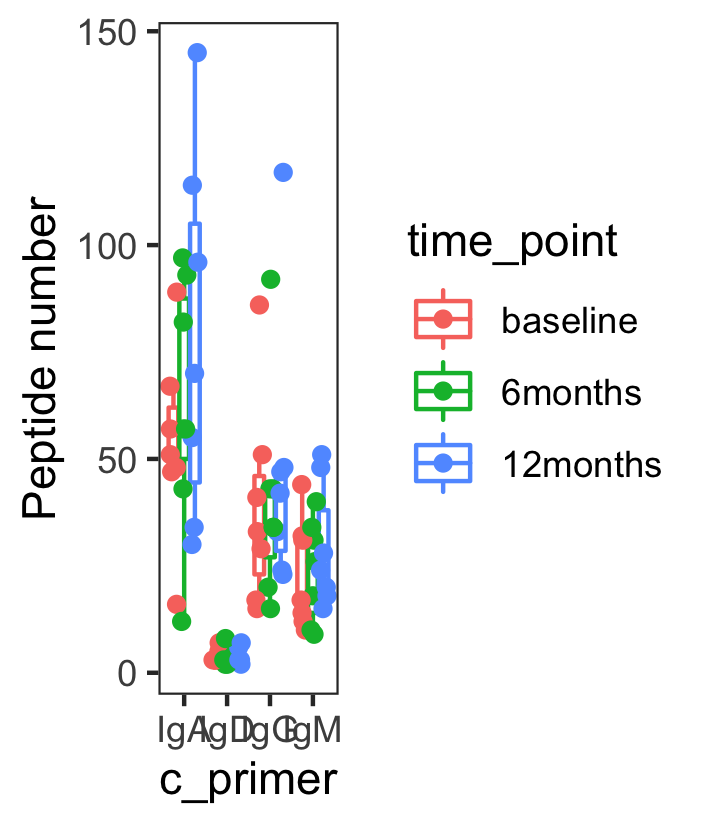 150
100
50
0
Peptide number
IgA IgD IgG IgM
c_primer
time_point
baseline
6months
12months